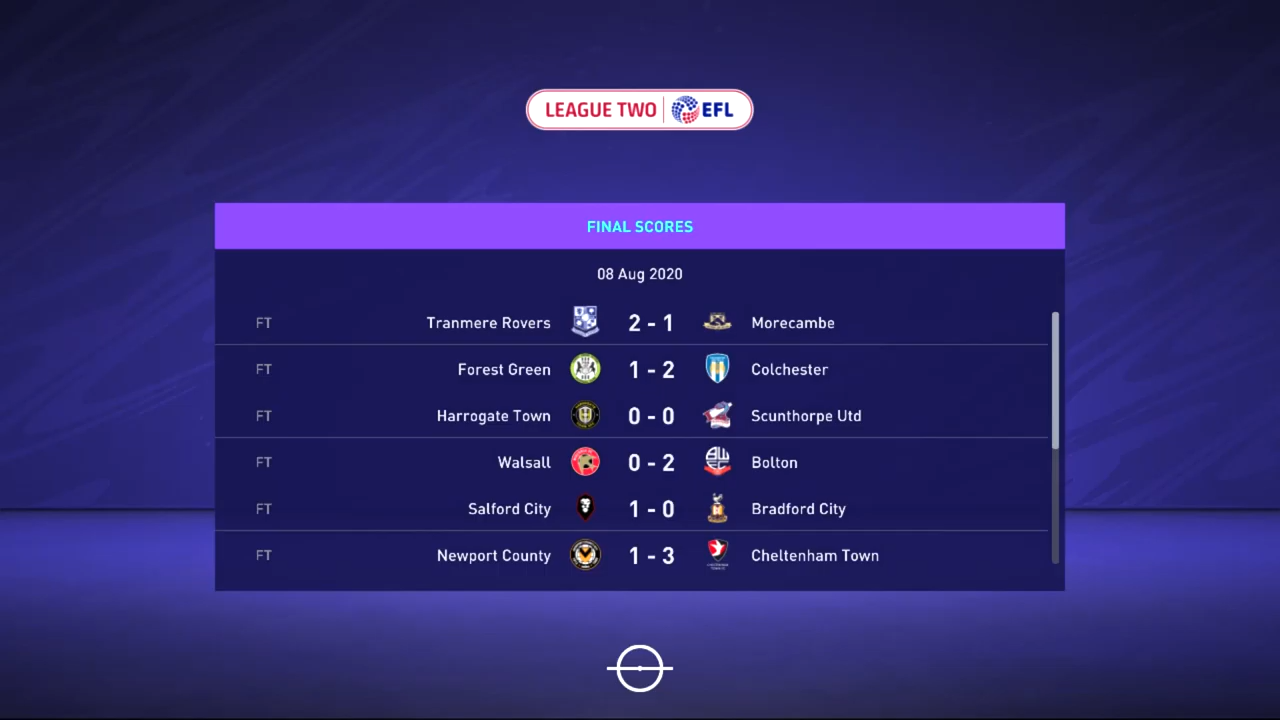 LEAGUE TWO EFL
FINAL SCORES
08 Aug 2020
FT Tranmere Rovers 2 - 1 Morecambe
FT Forest Green 1 - 2 Colchester
FT Harrogate Town 0 - 0 Scunthorpe Utd
FT Walsall 0 - 2 Bolton
FT Salford City 1 - 0 Bradford City
FT Newport County 1 - 3 Cheltenham Town